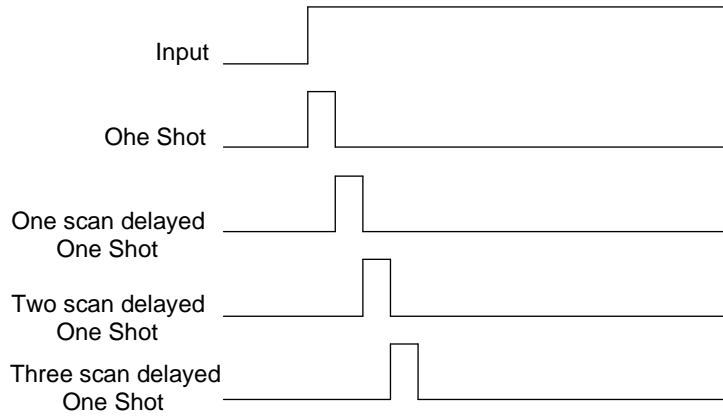 Input
Ohe Shot
One scan delayed
One Shot
Two scan delayed
One Shot
Three scan delayed
One Shot